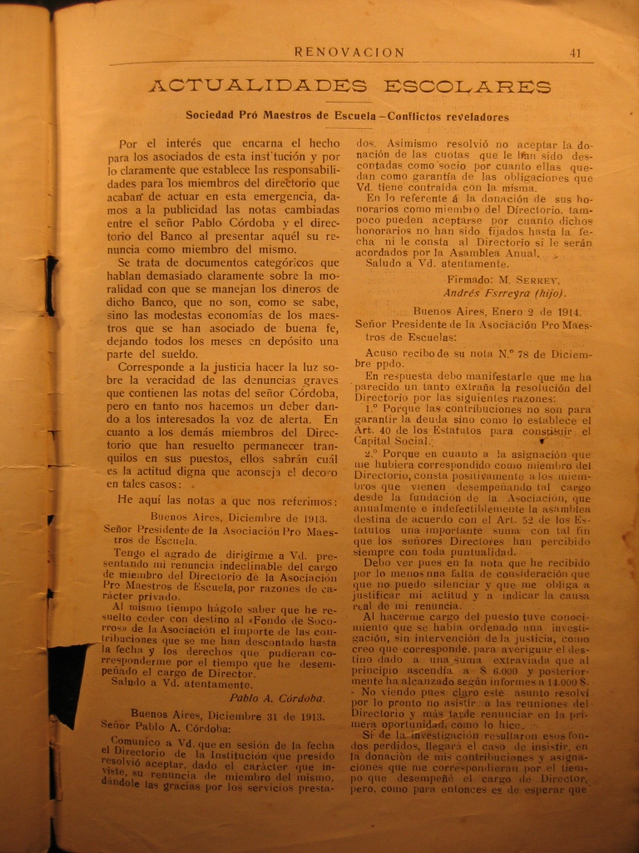 RENOVACION 41
ACTUALIDADES ESCOLARES
Sociedad Pró Maestros de Escuela—Conflictos reveladores
Por el interés que encarna el hecho
para los asociados de esta institución y por
lo claramente que establece las responsabili-
dades para los miembros del directorio que
acaban de actuar en esta emergencia, da-
mos a la publicidad las notas cambiadas
entre el señor Pablo Córdoba y el direc-
torio del Banco al presentar aquél su re-
nuncia como miembro del mismo.
Se trata de documentos categóricos que
hablan demasiado claramente sobre la mo-
ralidad con que se manejan los dineros de
dicho Banco, que no son, como se sabe,
sino las modestas economías de los maes-
tros que se han asociado de buena fe,
dejando todos los meses en depósito una
parte del sueldo.
Corresponde a la justicia hacer la luz so-
bre la veracidad de las denuncias graves
que contienen las notas del señor Córdoba,
pero en tanto nos hacemos un deber dan-
do a los interesados la voz de alerta. En
cuanto a los demás miembros del Direc-
torio que han resuelto permanecer tran-
quilos en sus puestos, ellos sabrán cuál
es la actitud digna que aconseja el decoro
en tales casos:
He aquí las notas a que nos referimos:
Buenos Aires, Diciembre de 1913.
Señor Presidente de la Asociación Pro Maes-
tros de Escuela.
Tengo el agrado de dirigirme a Vd. pre-
sentando mi renuncia indeclinable del cargo
de miembro del Directorio de la Asociación
Pro Maestros de Escuela, por razones de ca-
rácter privado.
Al mismo tiempo hágole saber que he re-
suelto ceder con destino al «Fondo de Soco-
rros» de la Asociación el importe de las con-
tribuciones que se me han descontado hasta
la fecha y los derechos que pudieran co-
rresponderme por el tiempo que he desem-
peñado el cargo de Director.
Saludo a Vd. atentamente.
Pablo A. Córdoba.
Buenos Aires, Diciembre 31 de 1913.
Señor Pablo A. Córdoba:
Comunico a Vd. que en sesión de la fecha
el Directorio de la Institución que presido
resolvió aceptar, dado el carácter que in-
viste, su renuncia de miembro del mismo,
dándole las gracias por los servicios presta-
dos. Asimismo resolvió no aceptar la do-
nación de las cuotas que le han sido des-
contadas como socio por cuanto ellas que-
dan como garantía de las obligaciones que
Vd. tiene contraída con la misma.
En lo referente á la donación de sus ho-
norarios como miembro del Directorio, tam-
poco pueden aceptarse por cuanto dichos
honorarios no han sido fijados hasta la fe-
cha ni le consta al Directorio si le serán
acordados por la Asamblea Anual.
Saludo a Vd. atentamente.
Firmado: M. SERREY.
Andrés Fsrreyra (hijo).
Buenos Aires, Enero 2 de 1914.
Señor Presidente de la Asociación Pro Maes-
tros de Escuelas:
Acuso recibo de su nota N.º 78 de Diciem-
bre ppdo.
En respuesta debo manifestarle que me ha
parecido un tanto extraña la resolución del
Directorio por las siguientes razones:
1.º Porque las contribuciones no son para
garantir la deuda sino como lo establece el
Art. 40 de los Estatutos para constituir el
Capital Social.
2.º Porque en cuanto a la asignación que
me hubiera correspondido como miembro del
Directorio, consta positivamente a los miem-
bros que vienen desempeñando tal cargo
desde la fundación de la Asociación, que
anualmente e indefectiblemente la asamblea
destina de acuerdo con el Art. 52 de los Es-
tatutos una importante suma con tal fin
que los señores Directores han percibido
siempre con toda puntualidad.
Debo ver pues en la nota que he recibido
por lo menos una falta de consideración que
que no puedo silenciar y que me obliga a
justificar mi actitud y a indicar la causa
real de mi renuncia.
Al hacerme cargo del puesto tuve conoci-
miento que se había ordenado una investi-
gación, sin intervención de la justicia, como
creo que corresponde, para averiguar el des-
tino dado a una suma extraviada que al
principio ascendía a $ 6.000 y posterior-
mente ha alcanzado según informes a 14.000 $.
No viendo pues claro este asunto resolví
por lo pronto no asistir a las reuniones del
Directorio y más tarde renunciar en la pri-
mera oportunidad, como lo hice.
Si de la investigación resultaron esos fon-
dos perdidos, llegará el caso de insistir, en
la donación de mis contribuciones y asigna-
ciones que me correspondieran por el tiem-
po que desempeñé el cargo de Director,
pero, como para entonces es de esperar que